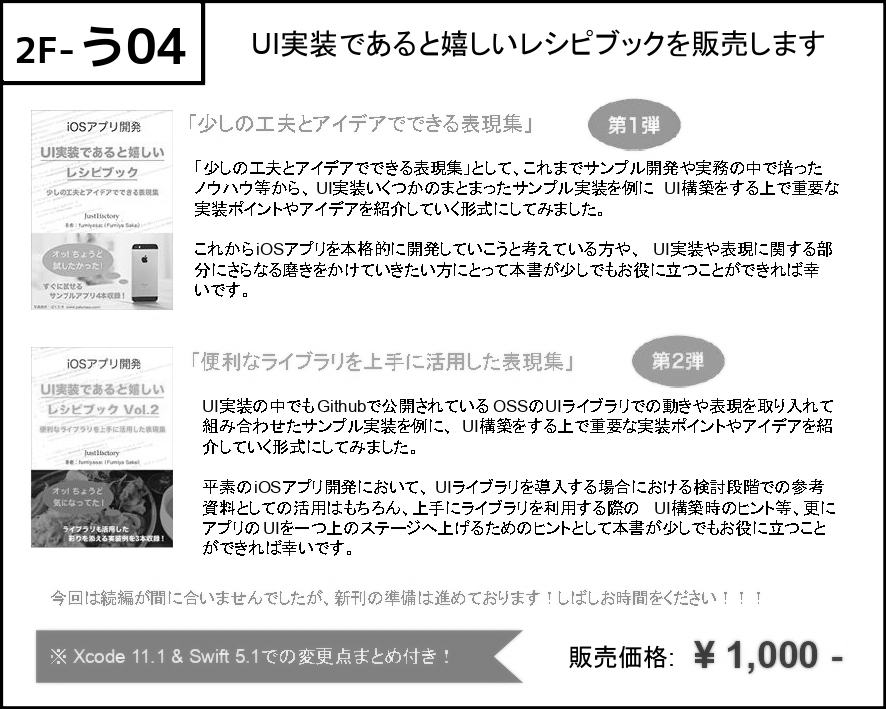 2F-う04
UI実装であると嬉しいレシピブックを販売します
iOSアプリ開発
UI実装であると嬉しい
レシピブック
少しの工夫とアイデアでできる表現集
JustFactory
著者：fumiyasac (Fumiya Sakai)
オッ！ちょうど
試したかった！
すぐに試せる
サンプルアプリ4本収録！
「少しの工夫とアイデアでできる表現集」
第1弾
「少しの工夫とアイデアでできる表現集」として、これまでサンプル開発や実務の中で培った
ノウハウ等から、UI実装いくつかのまとまったサンプル実装を例に UI構築をする上で重要な
実装ポイントやアイデアを紹介していく形式にしてみました。
これからiOSアプリを本格的に開発していこうと考えている方や、 UI実装や表現に関する部
分にさらなる磨きをかけていきたい方にとって本書が少しでもお役に立つことができれば幸
いです。
iOSアプリ開発
UI実装であると嬉しい
レシピブック Vol.2
便利なライブラリを上手に活用した表現集
JustFactory
著者：fumiyasac (Fumiya Sakai)
オッ！ちょうど
気になってた！
ライブラリも活用した
彩りを添える実装例を3本収録！
「便利なライブラリを上手に活用した表現集」
第2弾
UI実装の中でもGithubで公開されているOSSのUIライブラリでの動きや表現を取り入れて
組み合わせたサンプル実装を例に、 UI構築をする上で重要な実装ポイントやアイデアを紹
介していく形式にしてみました。
平素のiOSアプリ開発において、UIライブラリを導入する場合における検討段階での参考
資料としての活用はもちろん、上手にライブラリを利用する際の UI構築時のヒント等、更に
アプリのUIを一つ上のステージへ上げるためのヒントとして本書が少しでもお役に立つこと
ができれば幸いです。
今回は続編が間に合いませんでしたが、新刊の準備は進めております！しばしお時間をください！！！
※ Xcode 11.1 & Swift 5.1での変更点まとめ付き！
販売価格: ¥ 1,000 -